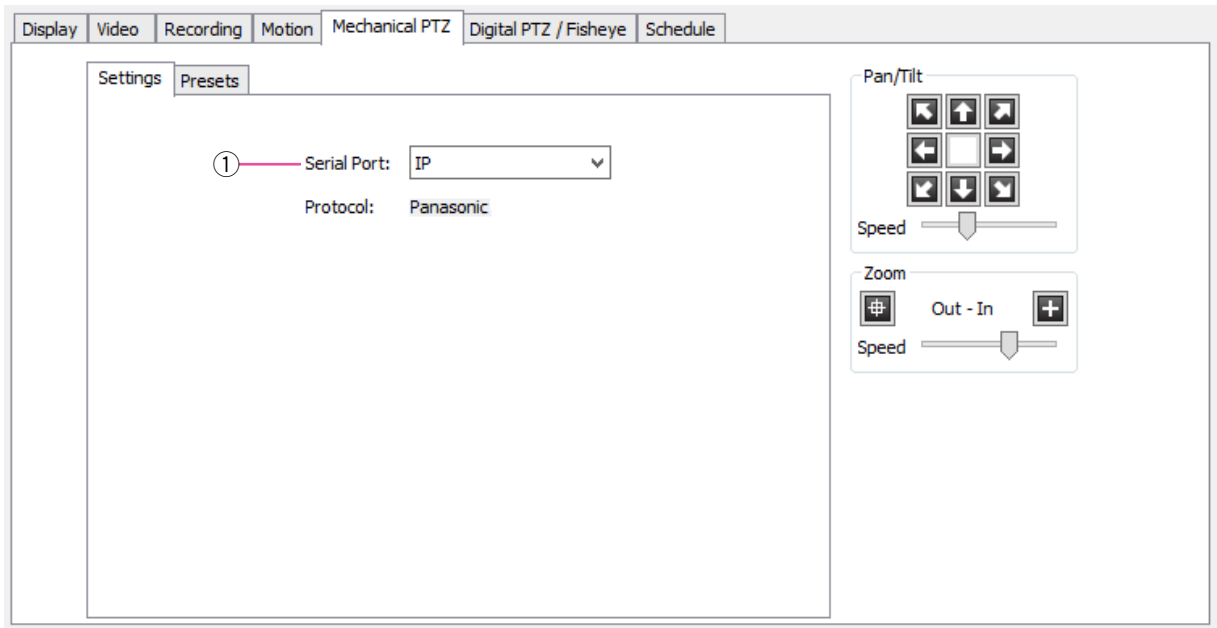 Display Video Recording Motion Mechanical PTZ Digital PTZ / Fisheye Schedule
Settings Presets
① Serial Port: IP
Protocol: Panasonic
Pan/Tilt
Speed
Zoom
Out - In
Speed